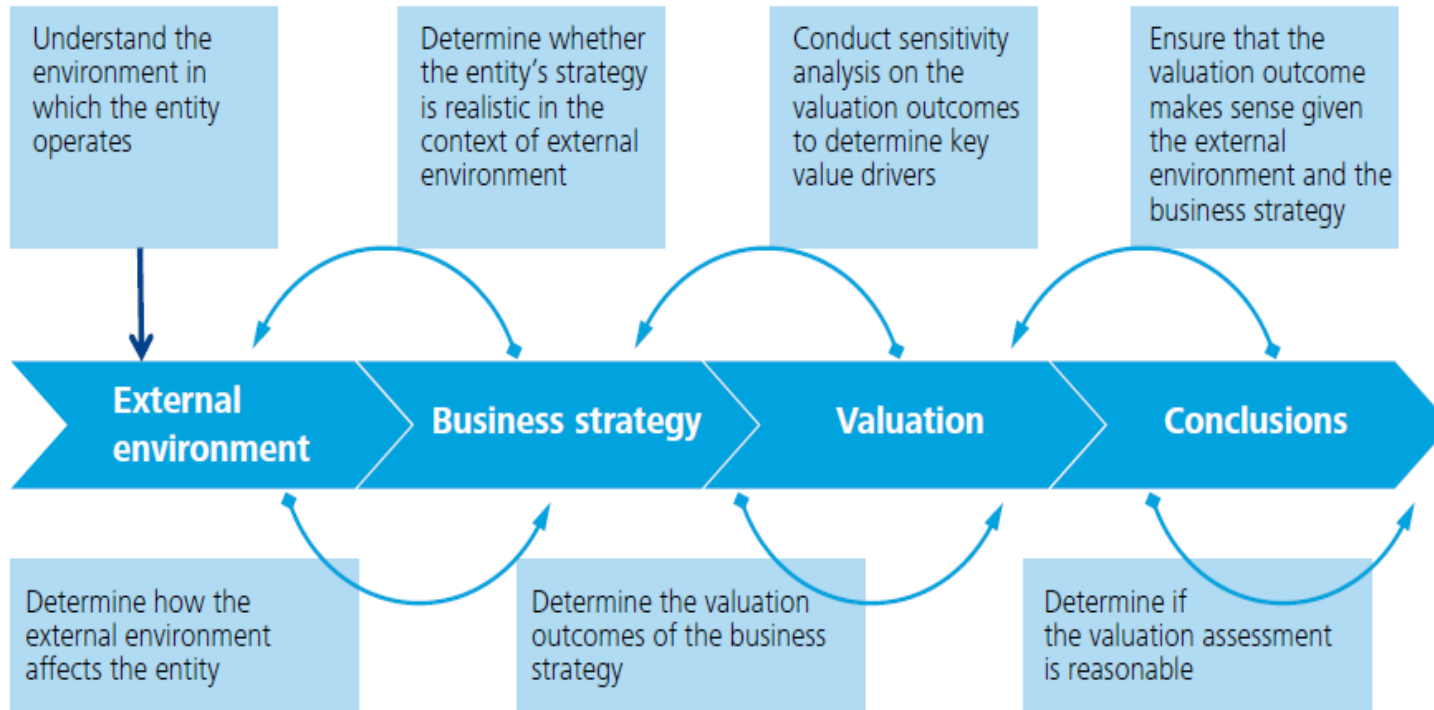 Understand the
environment in
which the entity
operates
Determine whether
the entity’s strategy
is realistic in the
context of external
environment
Conduct sensitivity
analysis on the
valuation outcomes
to determine key
value drivers
Ensure that the
valuation outcome
makes sense given
the external
environment and the
business strategy
External
environment
Business strategy
Valuation
Conclusions
Determine how the
external environment
affects the entity
Determine the valuation
outcomes of the business
strategy
Determine if
the valuation assessment
is reasonable